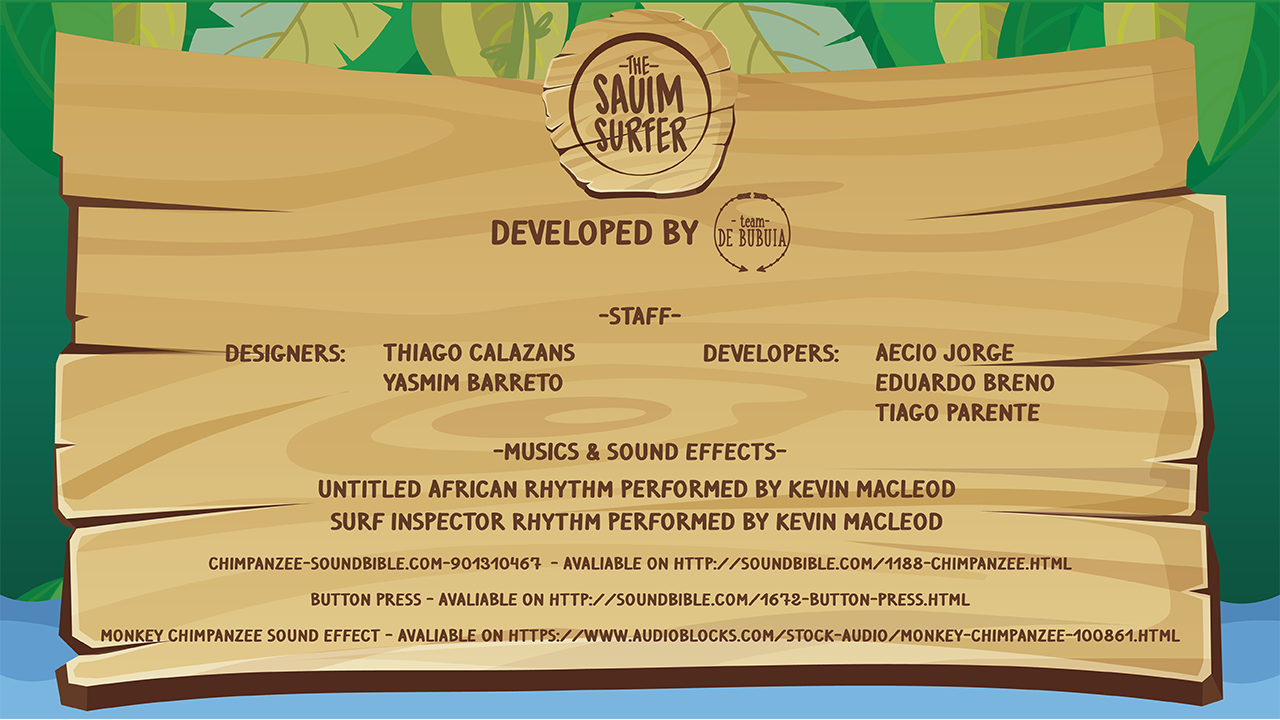 -THE-
SAUIM
SURFER
DEVELOPED BY
- team-
DE BUBUIA
-STAFF-
DESIGNERS: THIAGO CALAZANS DEVELOPERS: AECIO JORGE
YASMIM BARRETO EDUARDO BRENO
TIAGO PARENTE
-MUSICS & SOUND EFFECTS-
UNTITLED AFRICAN RHYTHM PERFORMED BY KEVIN MACLEOD
SURF INSPECTOR RHYTHM PERFORMED BY KEVIN MACLEOD
CHIMPANZEE-SOUNDBIBLE.COM-901310467 - AVALIABLE ON HTTP://SOUNDBIBLE.COM/1188-CHIMPANZEE.HTML
BUTTON PRESS - AVALIABLE ON HTTP://SOUNDBIBLE.COM/1672-BUTTON-PRESS.HTML
MONKEY CHIMPANZEE SOUND EFFECT - AVALIABLE ON HTTPS://WWW.AUDIOBLOCKS.COM/STOCK-AUDIO/MONKEY-CHIMPANZEE-100861.HTML